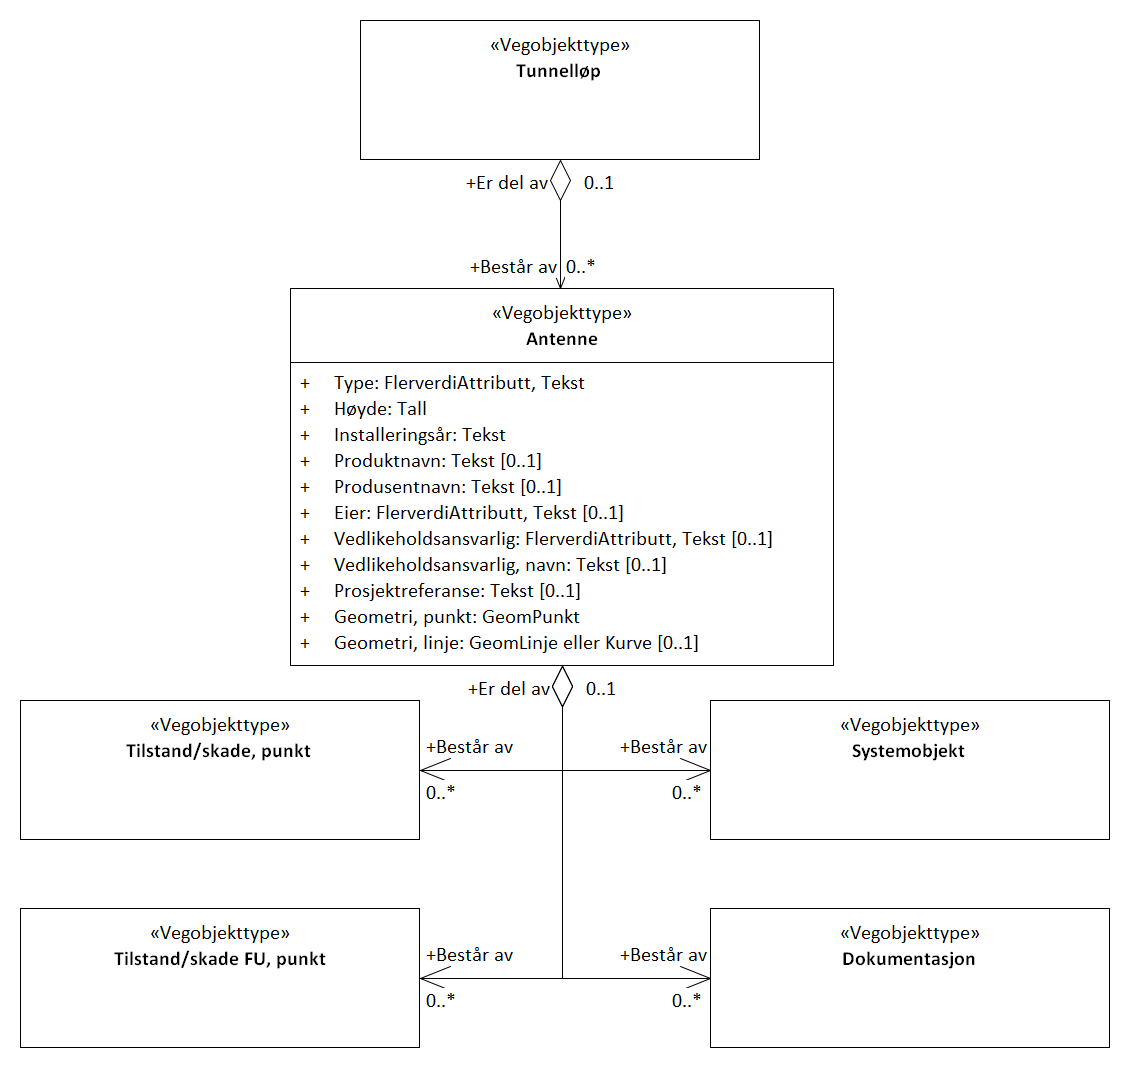 «Vegobjekttype»
Tunnelløp
+Er del av 0..1
+Består av 0..*
«Vegobjekttype»
Antenne
+ Type: FlerverdiAttributt, Tekst
+ Høyde: Tall
+ Installeringsår: Tekst
+ Produktnavn: Tekst [0..1]
+ Produsentnavn: Tekst [0..1]
+ Eier: FlerverdiAttributt, Tekst [0..1]
+ Vedlikeholdsansvarlig: FlerverdiAttributt, Tekst [0..1]
+ Vedlikeholdsansvarlig, navn: Tekst [0..1]
+ Prosjektreferanse: Tekst [0..1]
+ Geometri, punkt: GeomPunkt
+ Geometri, linje: GeomLinje eller Kurve [0..1]
+Er del av 0..1
«Vegobjekttype»
Tilstand/skade, punkt
+Består av
0..*
+Består av
0..*
«Vegobjekttype»
Systemobjekt
«Vegobjekttype»
Tilstand/skade FU, punkt
+Består av
0..*
+Består av
0..*
«Vegobjekttype»
Dokumentasjon